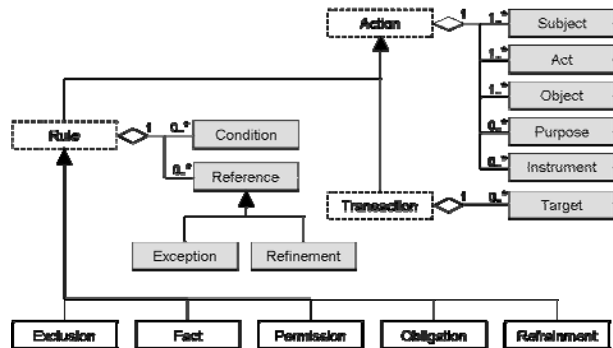 Action
1
1..*
Subject
1..*
Act
1..*
Object
0..*
Purpose
0..*
Instrument
Rule
1
0..*
Condition
0..*
Reference
Transaction
1
0..*
Target
Exception
Refinement
Exclusion
Fact
Permission
Obligation
Refrainment